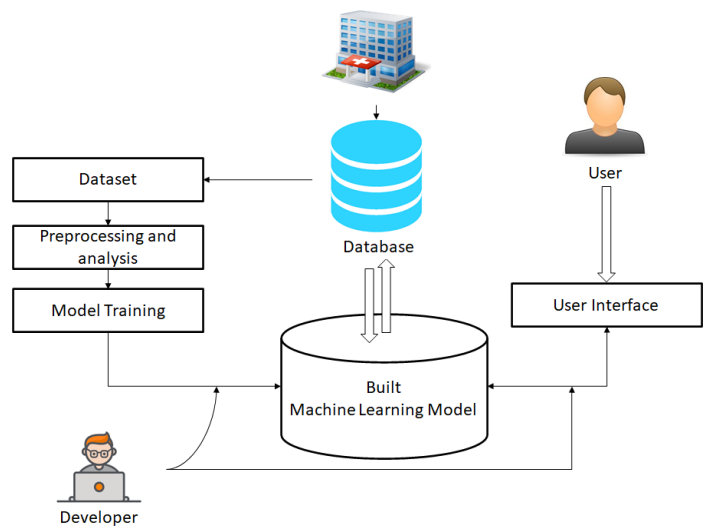 User
Dataset
Database
Preprocessing and
analysis
Model Training
User Interface
Built
Machine Learning Model
Developer